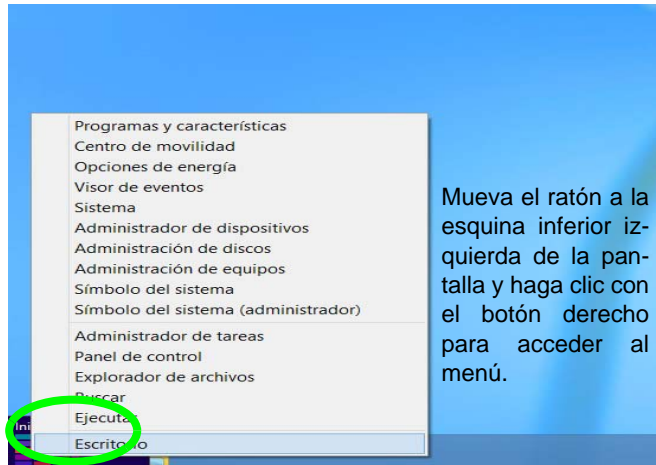 Programas y características
Centro de movilidad
Opciones de energía
Visor de eventos
Sistema
Administrador de dispositivos
Administración de discos
Administración de equipos
Símbolo del sistema
Símbolo del sistema (administrador)
Administrador de tareas
Panel de control
Explorador de archivos
Buscar
Ejecutar
Escritorio
Ini
Mueva el ratón a la
esquina inferior iz-
quierda de la pan-
talla y haga clic con
el botón derecho
para acceder al
menú.